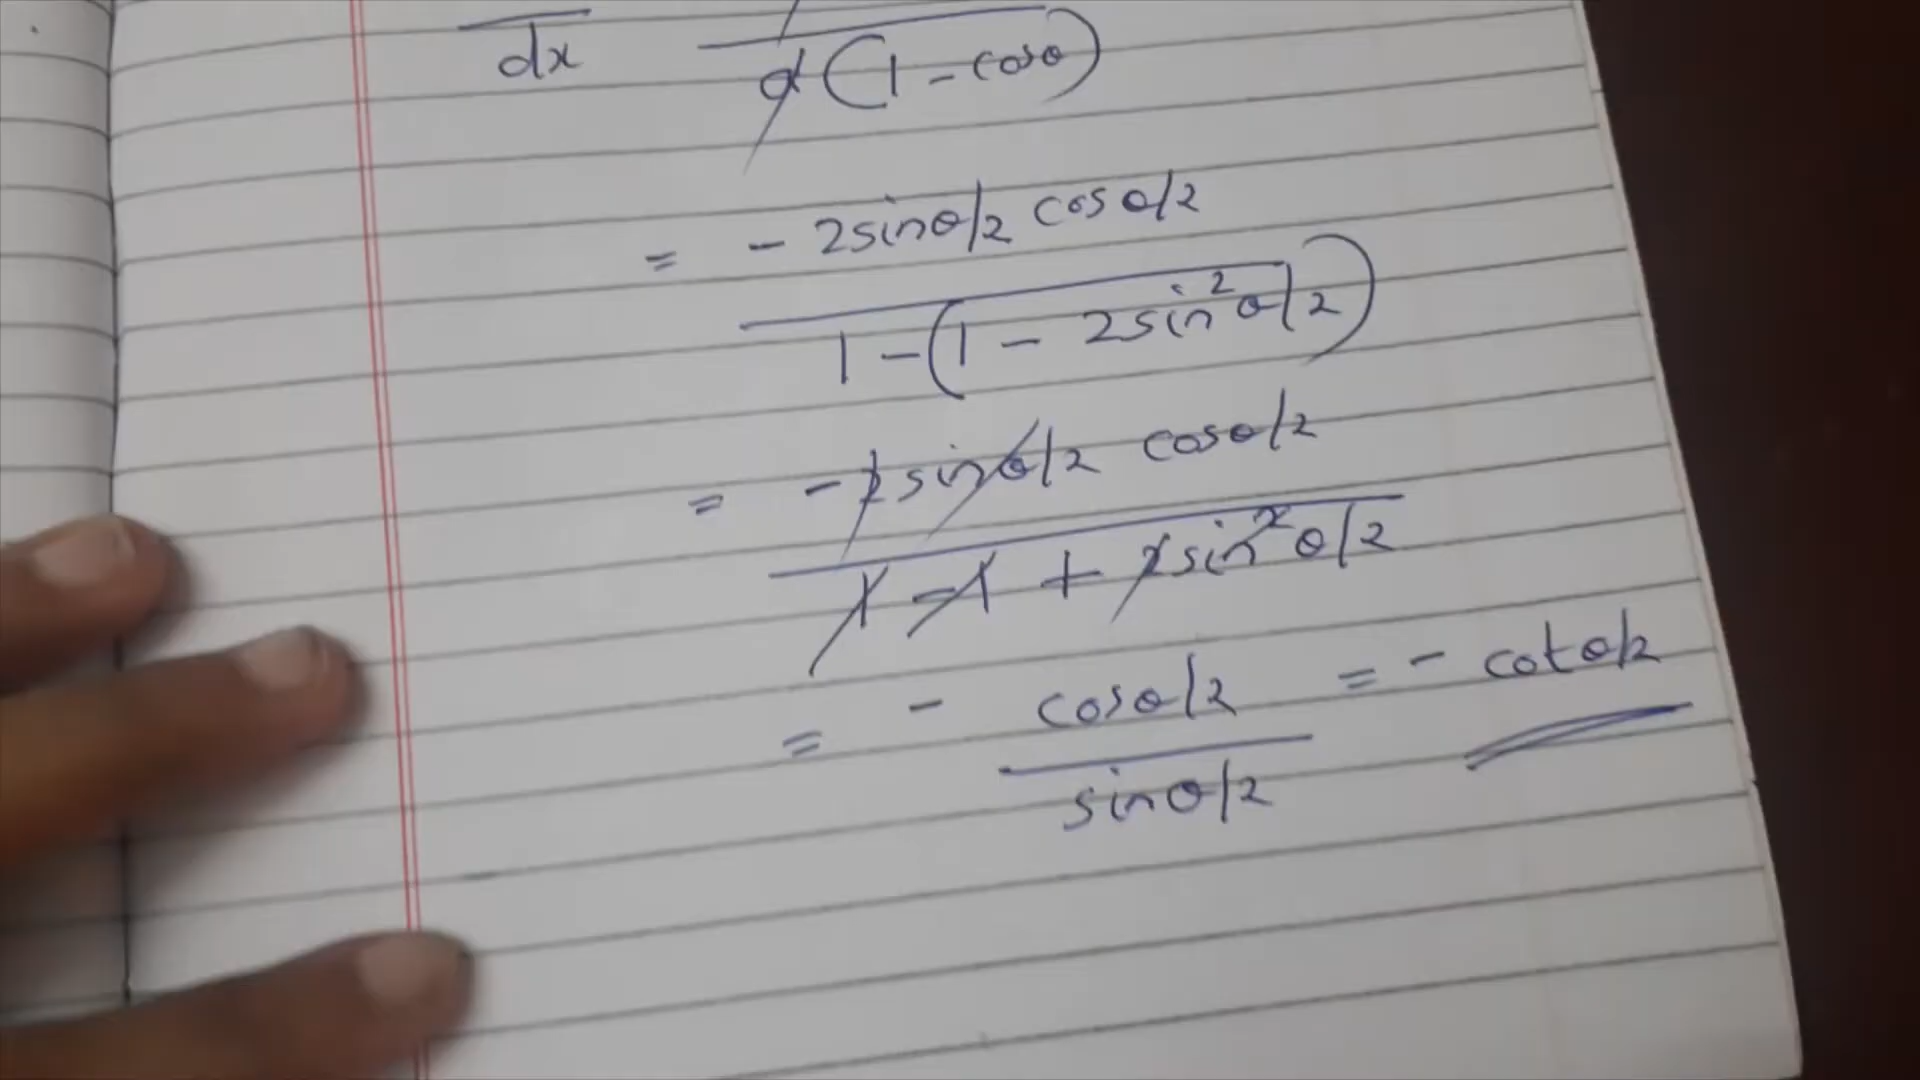 dx a(1 - cosθ)
= - 2sinθ/2 cosθ/2
1 - (1 - 2sin²θ/2)
= - 2sinθ/2 cosθ/2
1 - 1 + 2sin²θ/2
= - cosθ/2 = - cotθ/2
sinθ/2